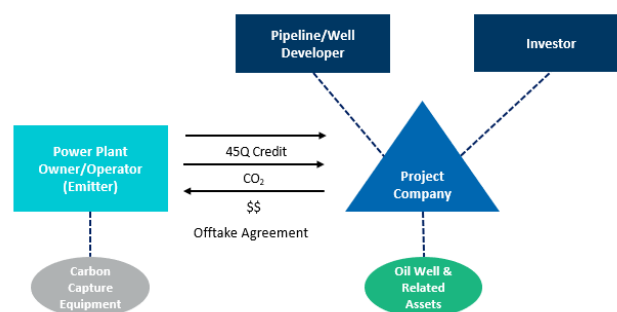 Pipeline/Well
Developer
Investor
Power Plant
Owner/Operator
(Emitter)
45Q Credit
CO₂
$$
Offtake Agreement
Project
Company
Carbon
Capture
Equipment
Oil Well &
Related
Assets